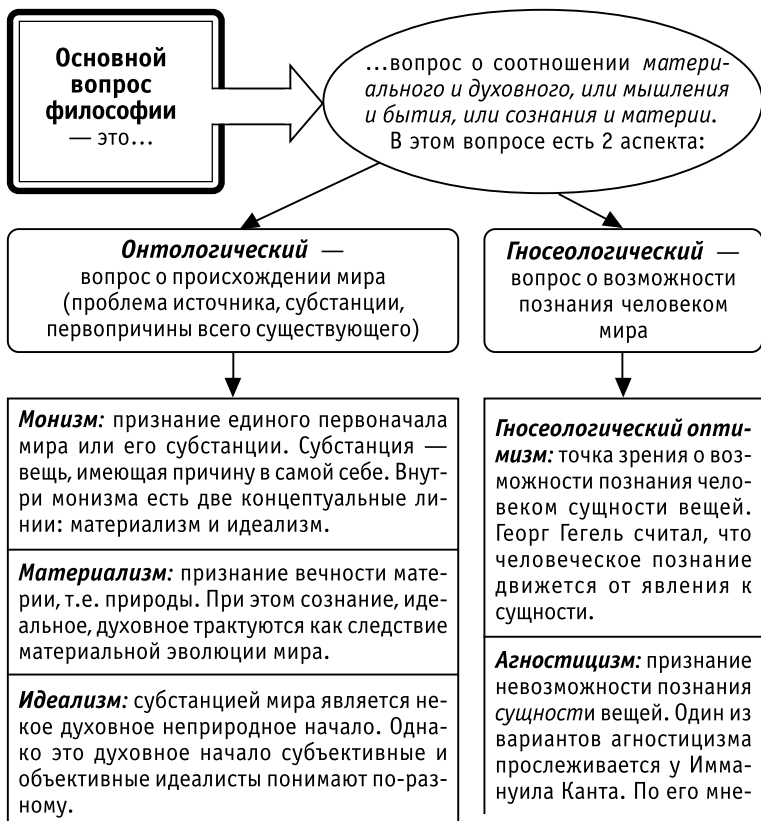 Основной
вопрос
философии
— это...
...вопрос о соотношении матери-
ального и духовного, или мышления
и бытия, или сознания и материи.
В этом вопросе есть 2 аспекта:
Онтологический —
вопрос о происхождении мира
(проблема источника, субстанции,
первопричины всего существующего)
Гносеологический —
вопрос о возможности
познания человеком
мира
Монизм: признание единого первоначала
мира или его субстанции. Субстанция —
вещь, имеющая причину в самой себе. Внут-
ри монизма есть две концептуальные ли-
нии: материализм и идеализм.
Материализм: признание вечности мате-
рии, т.е. природы. При этом сознание, иде-
альное, духовное трактуются как следствие
материальной эволюции мира.
Идеализм: субстанцией мира является не-
кое духовное неприродное начало. Одна-
ко это духовное начало субъективные и
объективные идеалисты понимают по-раз-
ному.
Гносеологический опти-
мизм: точка зрения о воз-
можности познания чело-
веком сущности вещей.
Георг Гегель считал, что
человеческое познание
движется от явления к
сущности.
Агностицизм: признание
невозможности познания
сущности вещей. Один из
вариантов агностицизма
прослеживается у Имма-
нуила Канта. По его мне-